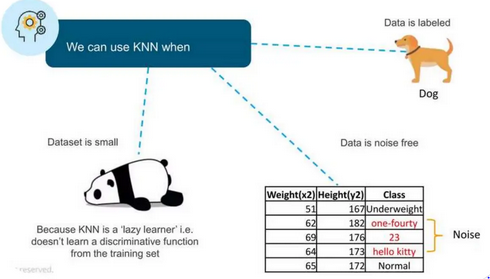 Data is labeled
We can use KNN when
Dog
Dataset is small
Data is noise free
Weight(x2) Height(y2) Class
51 167 Underweight
62 182 one-fourty
69 176 23
64 173 hello kitty
65 172 Normal
Noise
Because KNN is a 'lazy learner' i.e.
doesn't learn a discriminative function
from the training set
reserved.